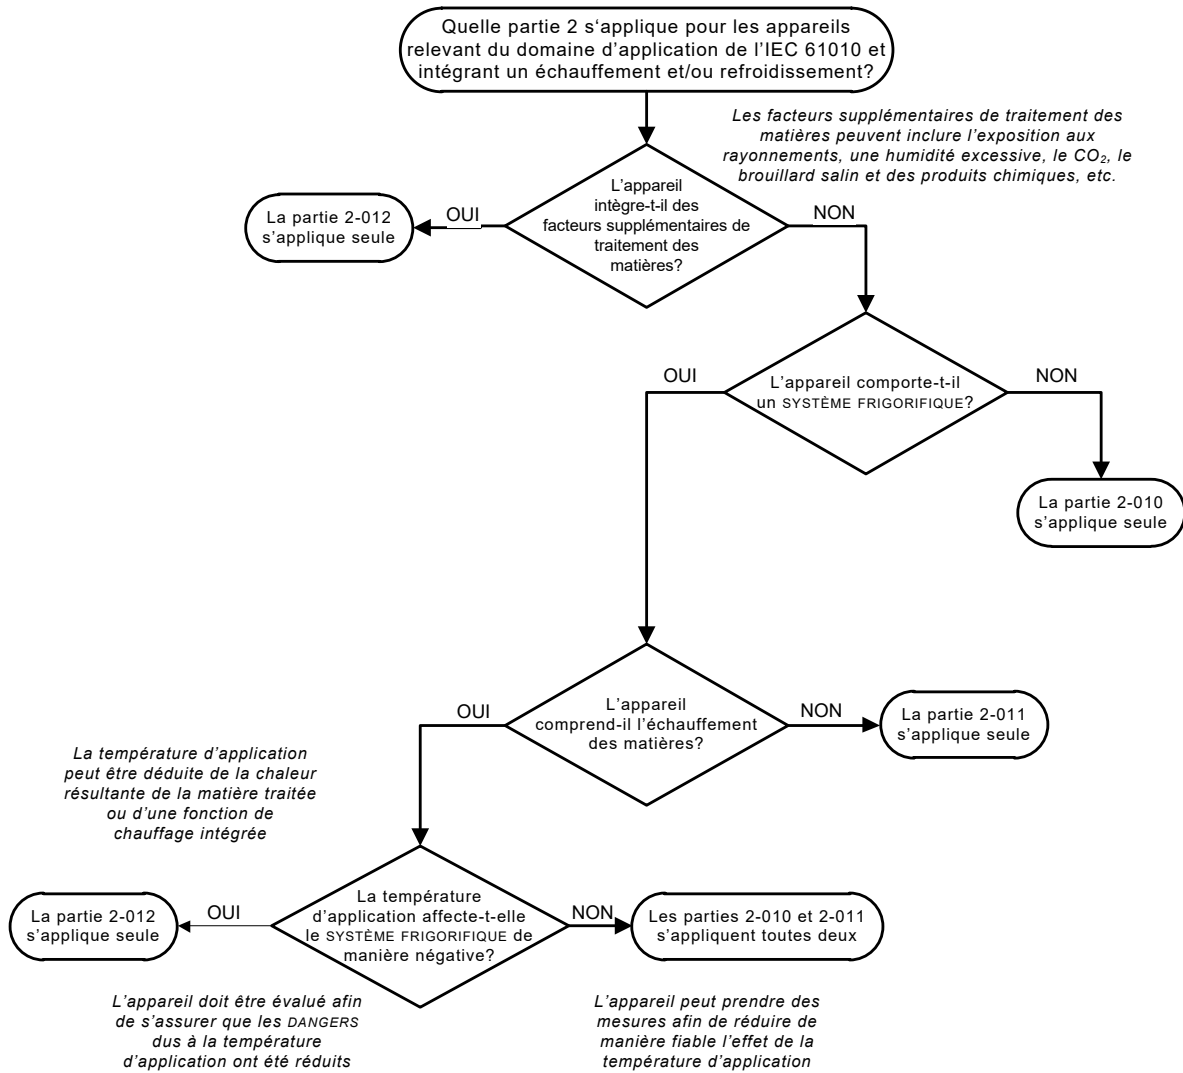 Quelle partie 2 s‘applique pour les appareils
relevant du domaine d’application de l’IEC 61010 et
intégrant un échauffement et/ou refroidissement?
Les facteurs supplémentaires de traitement des
matières peuvent inclure l’exposition aux
rayonnements, une humidité excessive, le CO₂, le
brouillard salin et des produits chimiques, etc.
L’appareil
intègre-t-il des
facteurs supplémentaires de
traitement des
matières?
OUI
NON
La partie 2-012
s’applique seule
L’appareil comporte-t-il
un SYSTÈME FRIGORIFIQUE?
OUI
NON
La partie 2-010
s’applique seule
L’appareil
comprend-il l’échauffement
des matières?
OUI
NON
La partie 2-011
s’applique seule
La température d’application
peut être déduite de la chaleur
résultante de la matière traitée
ou d’une fonction de
chauffage intégrée
La température
d’application affecte-t-elle
le SYSTÈME FRIGORIFIQUE de
manière négative?
OUI
NON
La partie 2-012
s’applique seule
Les parties 2-010 et 2-011
s’appliquent toutes deux
L’appareil doit être évalué afin
de s’assurer que les DANGERS
dus à la température
d’application ont été réduits
L’appareil peut prendre des
mesures afin de réduire de
manière fiable l’effet de la
température d’application